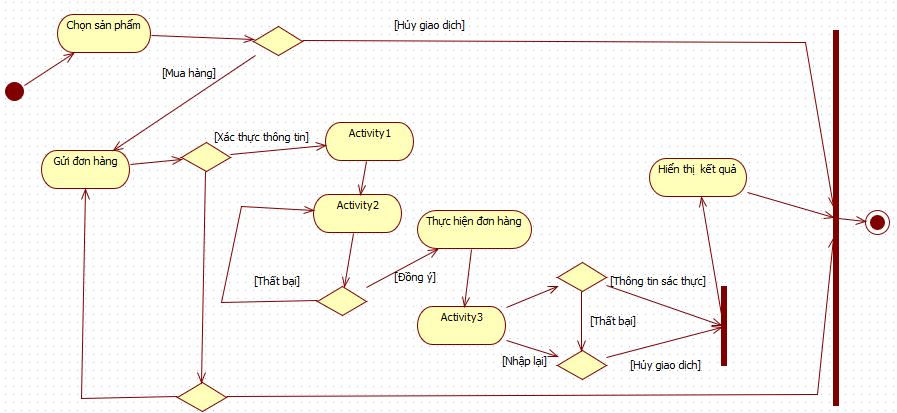 Chọn sản phẩm
[Hủy giao dịch]
[Mua hàng]
[Xác thực thông tin]
Activity1
Gửi đơn hàng
Hiển thị kết quả
Activity2
Thực hiện đơn hàng
[Thất bại]
[Đồng ý]
[Thông tin sác thực]
Activity3
[Thất bại]
[Nhập lại]
[Hủy giao dich]